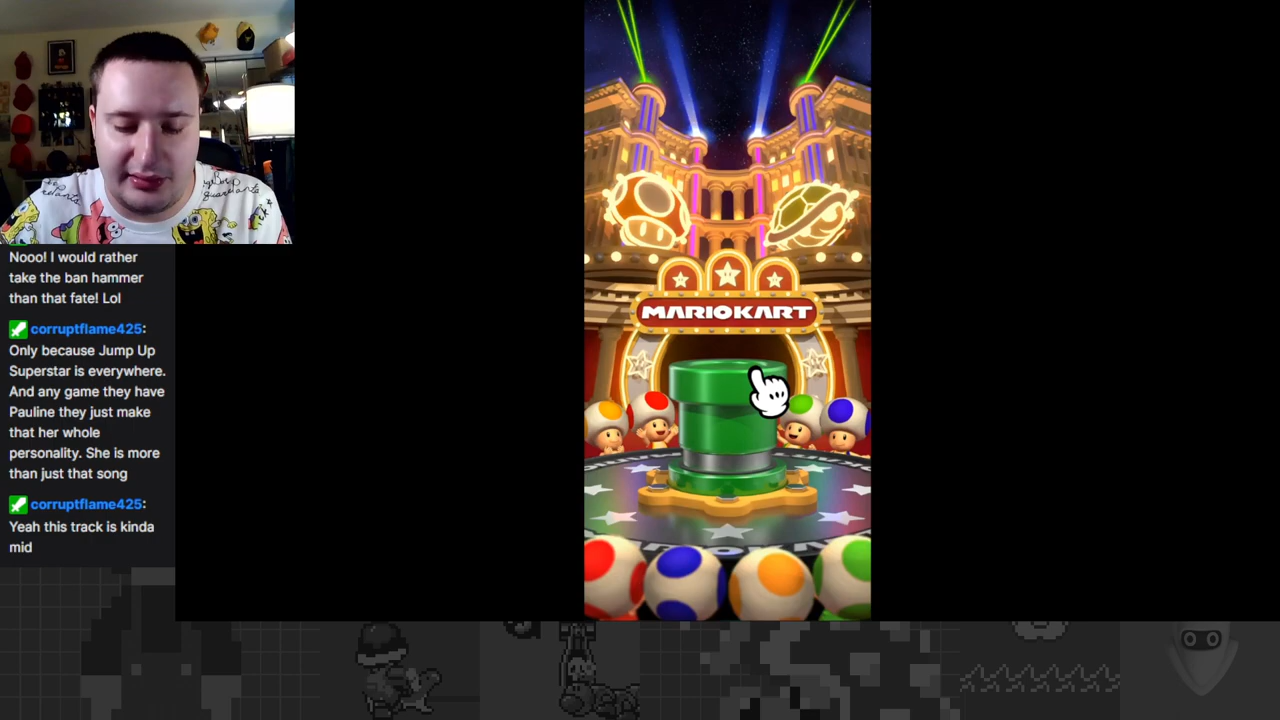 Nooo! I would rather
take the ban hammer
than that fate! Lol
corruptflame425:
Only because Jump Up
Superstar is everywhere.
And any game they have
Pauline they just make
that her whole
personality. She is more
than just that song
corruptflame425:
Yeah this track is kinda
mid
MARIOKART